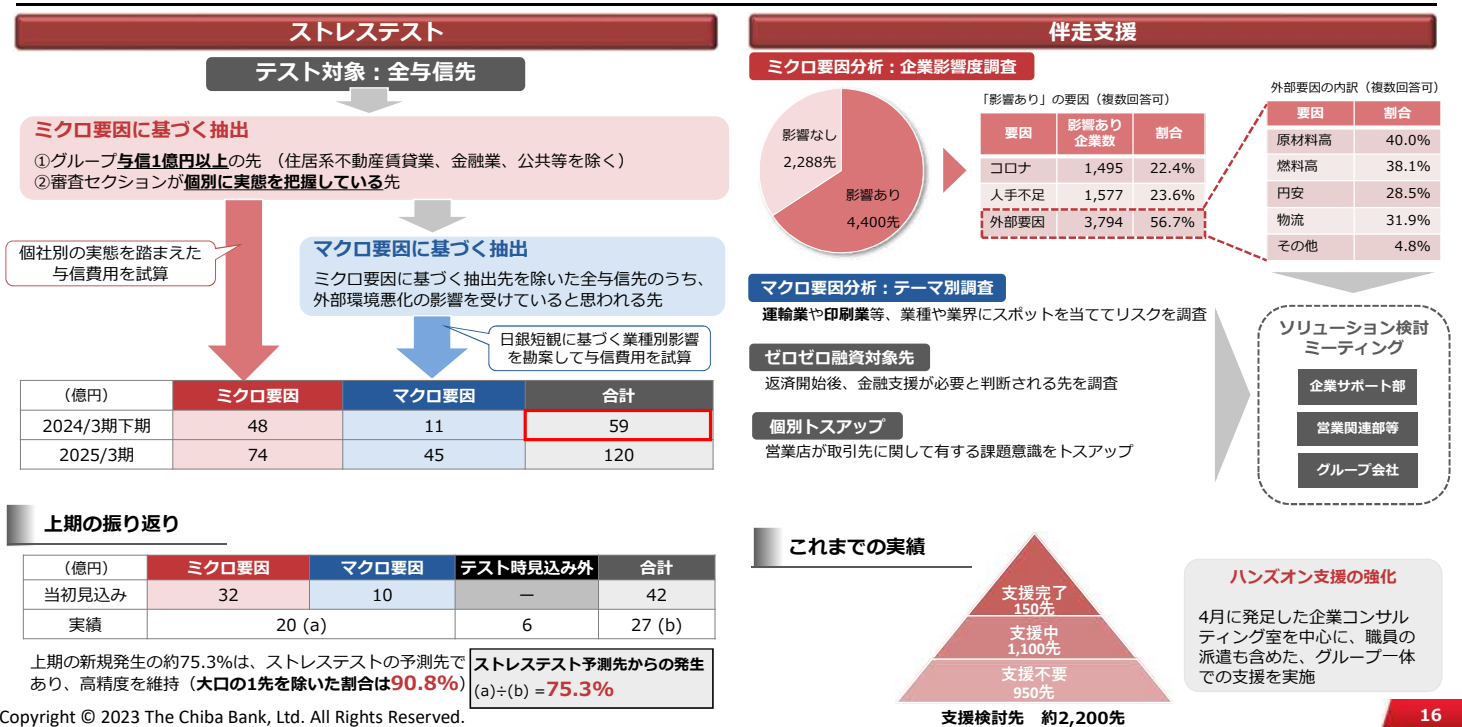 ストレステスト
テスト対象：全与信先
ミクロ要因に基づく抽出
①グループ与信1億円以上の先 （住居系不動産賃貸業、金融業、公共等を除く）
②審査セクションが個別に実態を把握している先
個社別の実態を踏まえた
与信費用を試算
マクロ要因に基づく抽出
ミクロ要因に基づく抽出先を除いた全与信先のうち、
外部環境悪化の影響を受けていると思われる先
日銀短観に基づく業種別影響
を勘案して与信費用を試算
（億円） ミクロ要因 マクロ要因 合計
2024/3期下期 48 11 59
2025/3期 74 45 120
上期の振り返り
（億円） ミクロ要因 マクロ要因 テスト時見込み外 合計
当初見込み 32 10 － 42
実績 20 (a) 6 27 (b)
上期の新規発生の約75.3%は、ストレステストの予測先で
あり、高精度を維持（大口の1先を除いた割合は90.8%）
ストレステスト予測先からの発生
(a)÷(b) =75.3%
伴走支援
ミクロ要因分析：企業影響度調査
影響なし
2,288先
影響あり
4,400先
「影響あり」の要因（複数回答可）
要因 影響あり企業数 割合
コロナ 1,495 22.4%
人手不足 1,577 23.6%
外部要因 3,794 56.7%
外部要因の内訳（複数回答可）
要因 割合
原材料高 40.0%
燃料高 38.1%
円安 28.5%
物流 31.9%
その他 4.8%
マクロ要因分析：テーマ別調査
運輸業や印刷業等、業種や業界にスポットを当ててリスクを調査
ゼロゼロ融資対象先
返済開始後、金融支援が必要と判断される先を調査
個別トスアップ
営業店が取引先に関して有する課題意識をトスアップ
ソリューション検討
ミーティング
企業サポート部
営業関連部等
グループ会社
これまでの実績
支援完了
150先
支援中
1,100先
支援不要
950先
支援検討先 約2,200先
ハンズオン支援の強化
4月に発足した企業コンサル
ティング室を中心に、職員の
派遣も含めた、グループ一体
での支援を実施
Copyright © 2023 The Chiba Bank, Ltd. All Rights Reserved.
16